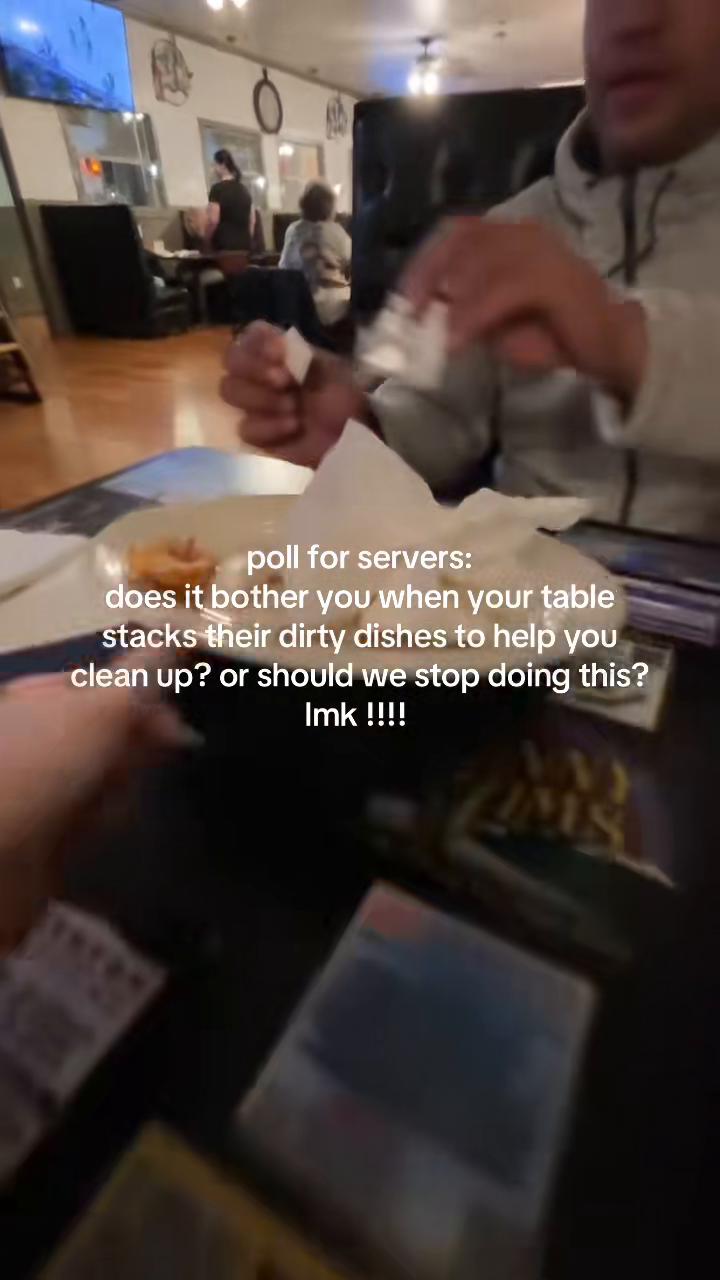 poll for servers:
does it bother you when your table
stacks their dirty dishes to help you
clean up? or should we stop doing this?
lmk !!!!